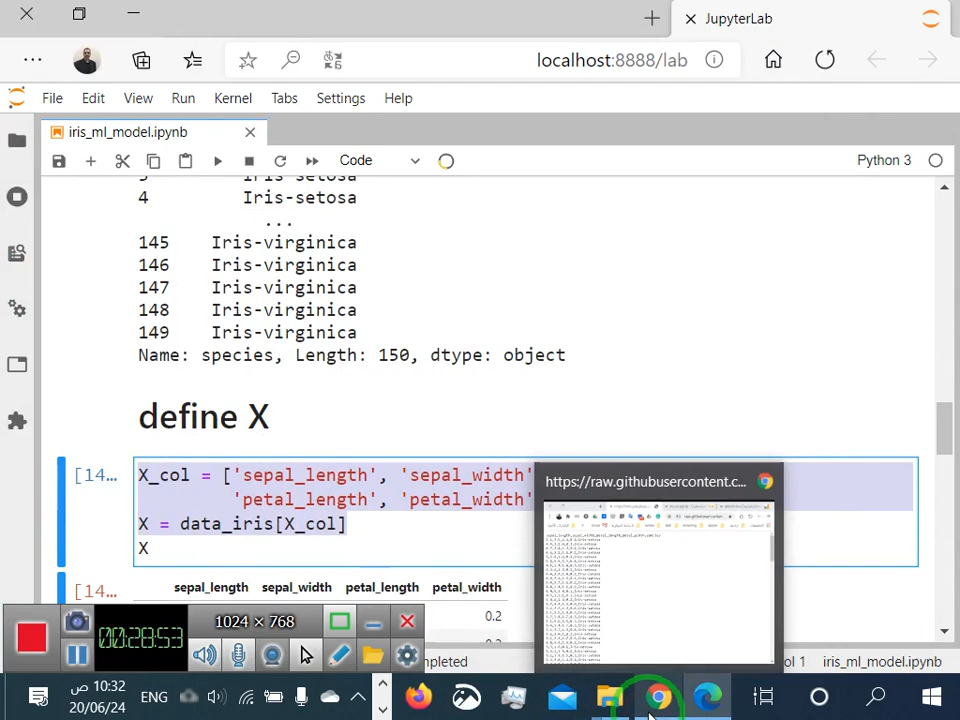 JupyterLab
localhost:8888/lab
File Edit View Run Kernel Tabs Settings Help
iris_ml_model.ipynb
Code
Python 3
4 Iris-setosa
...
145 Iris-virginica
146 Iris-virginica
147 Iris-virginica
148 Iris-virginica
149 Iris-virginica
Name: species, Length: 150, dtype: object
define X
[14... X_col = ['sepal_length', 'sepal_width'
'petal_length', 'petal_width'
X = data_iris[X_col]
X
https://raw.githubusercontent.c...
[14... sepal_length sepal_width petal_length petal_width
0.2
1024 × 768
00:28:53
col 1 iris_ml_model.ipynb
10:32 ص
20/06/24
ENG